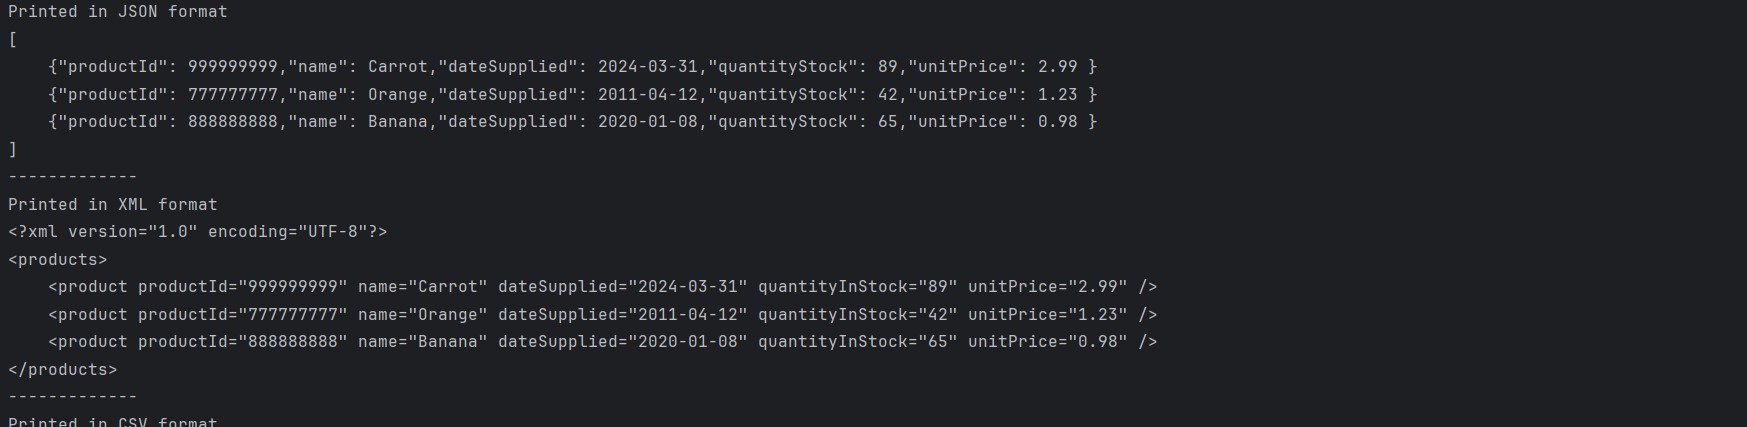 Printed in JSON format
[
    {"productId": 999999999,"name": Carrot,"dateSupplied": 2024-03-31,"quantityStock": 89,"unitPrice": 2.99 }
    {"productId": 777777777,"name": Orange,"dateSupplied": 2011-04-12,"quantityStock": 42,"unitPrice": 1.23 }
    {"productId": 888888888,"name": Banana,"dateSupplied": 2020-01-08,"quantityStock": 65,"unitPrice": 0.98 }
]
-------------
Printed in XML format
<?xml version="1.0" encoding="UTF-8"?>
<products>
    <product productId="999999999" name="Carrot" dateSupplied="2024-03-31" quantityInStock="89" unitPrice="2.99" />
    <product productId="777777777" name="Orange" dateSupplied="2011-04-12" quantityInStock="42" unitPrice="1.23" />
    <product productId="888888888" name="Banana" dateSupplied="2020-01-08" quantityInStock="65" unitPrice="0.98" />
</products>
-------------
Printed in CSV format